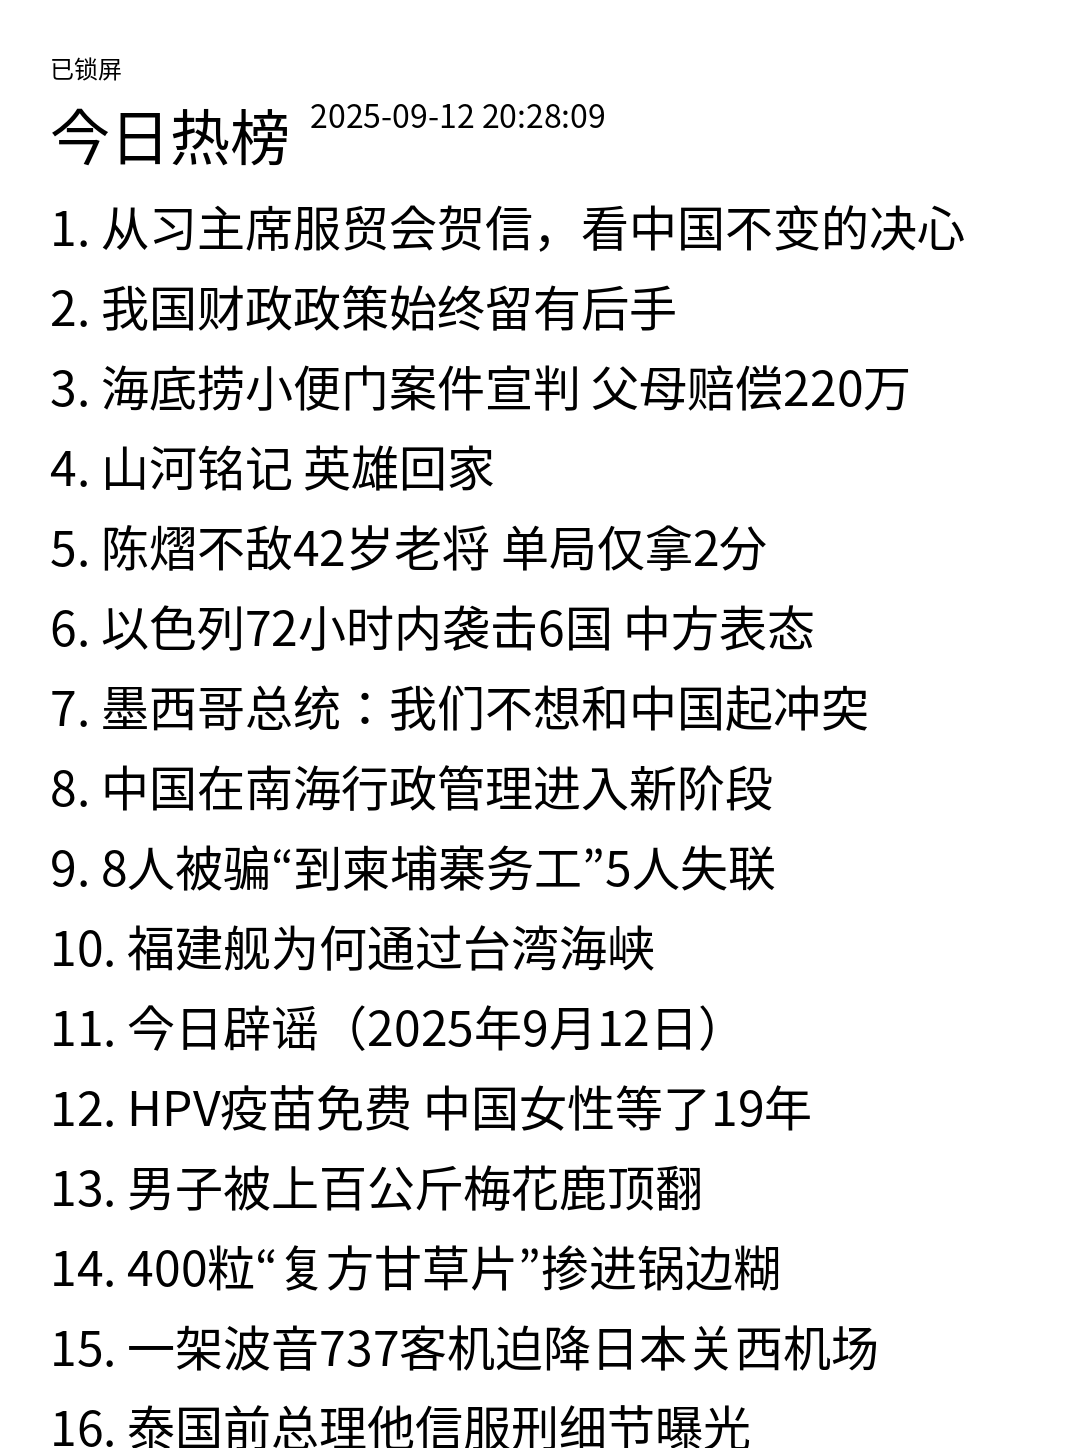 已锁屏
今日热榜 2025-09-12 20:28:09
1. 从习主席服贸会贺信，看中国不变的决心
2. 我国财政政策始终留有后手
3. 海底捞小便门案件宣判 父母赔偿220万
4. 山河铭记 英雄回家
5. 陈熠不敌42岁老将 单局仅拿2分
6. 以色列72小时内袭击6国 中方表态
7. 墨西哥总统：我们不想和中国起冲突
8. 中国在南海行政管理进入新阶段
9. 8人被骗“到柬埔寨务工”5人失联
10. 福建舰为何通过台湾海峡
11. 今日辟谣（2025年9月12日）
12. HPV疫苗免费 中国女性等了19年
13. 男子被上百公斤梅花鹿顶翻
14. 400粒“复方甘草片”掺进锅边糊
15. 一架波音737客机迫降日本关西机场
16. 泰国前总理他信服刑细节曝光